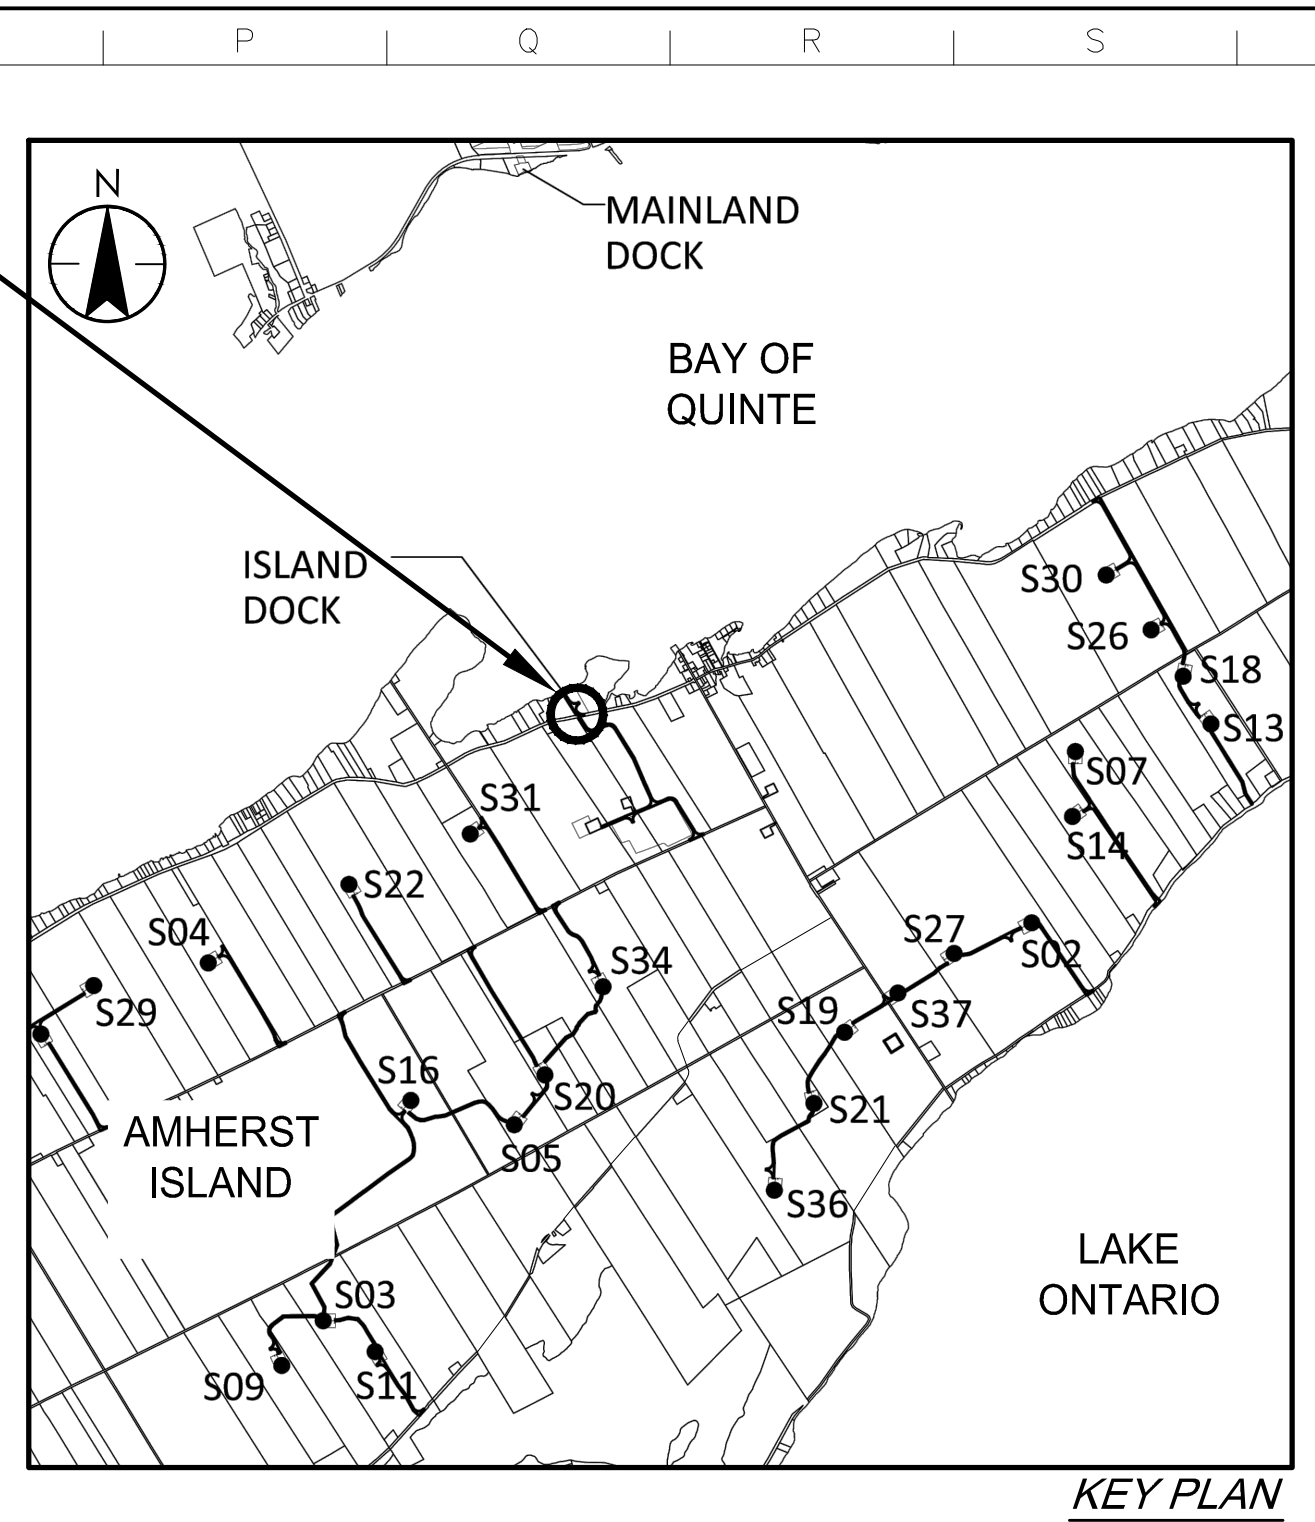 P
Q
R
S
N
MAINLAND
DOCK
BAY OF
QUINTE
ISLAND
DOCK
S30
S26
S18
S13
S07
S31
S14
S22
S04
S27
S02
S34
S29
S19
S37
S16
S20
S21
AMHERST
ISLAND
S05
S36
LAKE
ONTARIO
S03
S09
S11
KEY PLAN